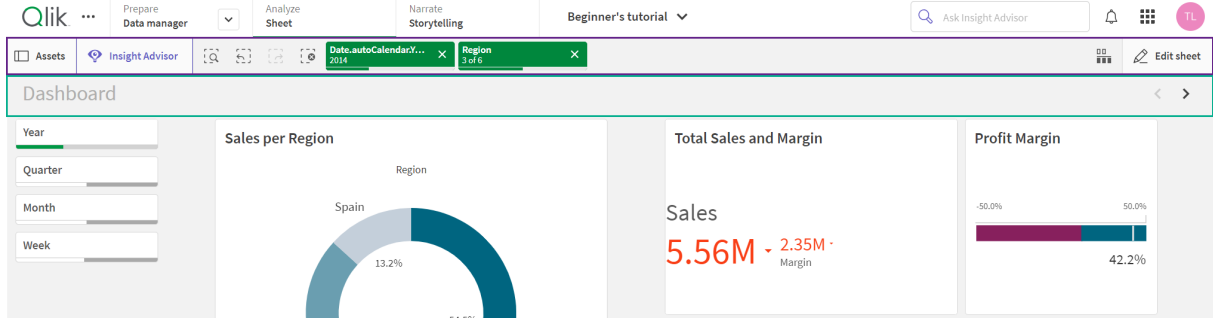 Qlik
Prepare
Data manager
Analyze
Sheet
Narrate
Storytelling
Beginner's tutorial
Ask Insight Advisor
TL
Assets
Insight Advisor
Date.autoCalendar.Y...
2014
Region
3 of 6
Edit sheet
Dashboard
Year
Quarter
Month
Week
Sales per Region
Region
Spain
13.2%
Total Sales and Margin
Sales
5.56M
2.35M
Margin
Profit Margin
-50.0%
50.0%
42.2%